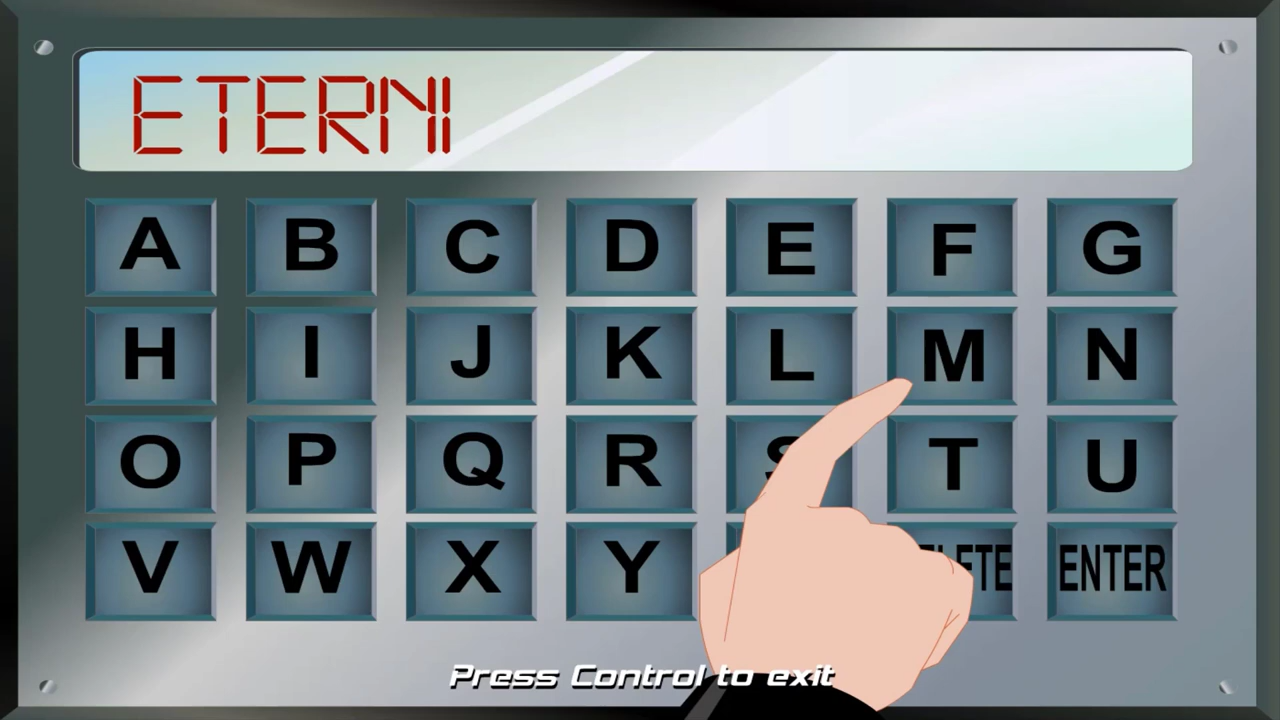 ETERNI
A B C D E F G
H I J K L M N
O P Q R S T U
V W X Y ENTER
Press Control to exit